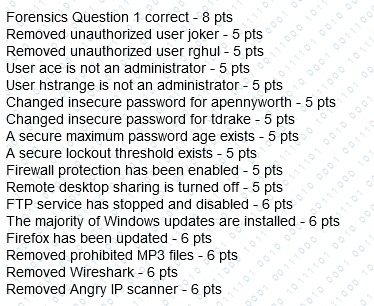 Forensics Question 1 correct - 8 pts
Removed unauthorized user joker - 5 pts
Removed unauthorized user rghul - 5 pts
User ace is not an administrator - 5 pts
User hstrange is not an administrator - 5 pts
Changed insecure password for apennyworth - 5 pts
Changed insecure password for tdrake - 5 pts
A secure maximum password age exists - 5 pts
A secure lockout threshold exists - 5 pts
Firewall protection has been enabled - 5 pts
Remote desktop sharing is turned off - 5 pts
FTP service has stopped and disabled - 6 pts
The majority of Windows updates are installed - 6 pts
Firefox has been updated - 6 pts
Removed prohibited MP3 files - 6 pts
Removed Wireshark - 6 pts
Removed Angry IP scanner - 6 pts